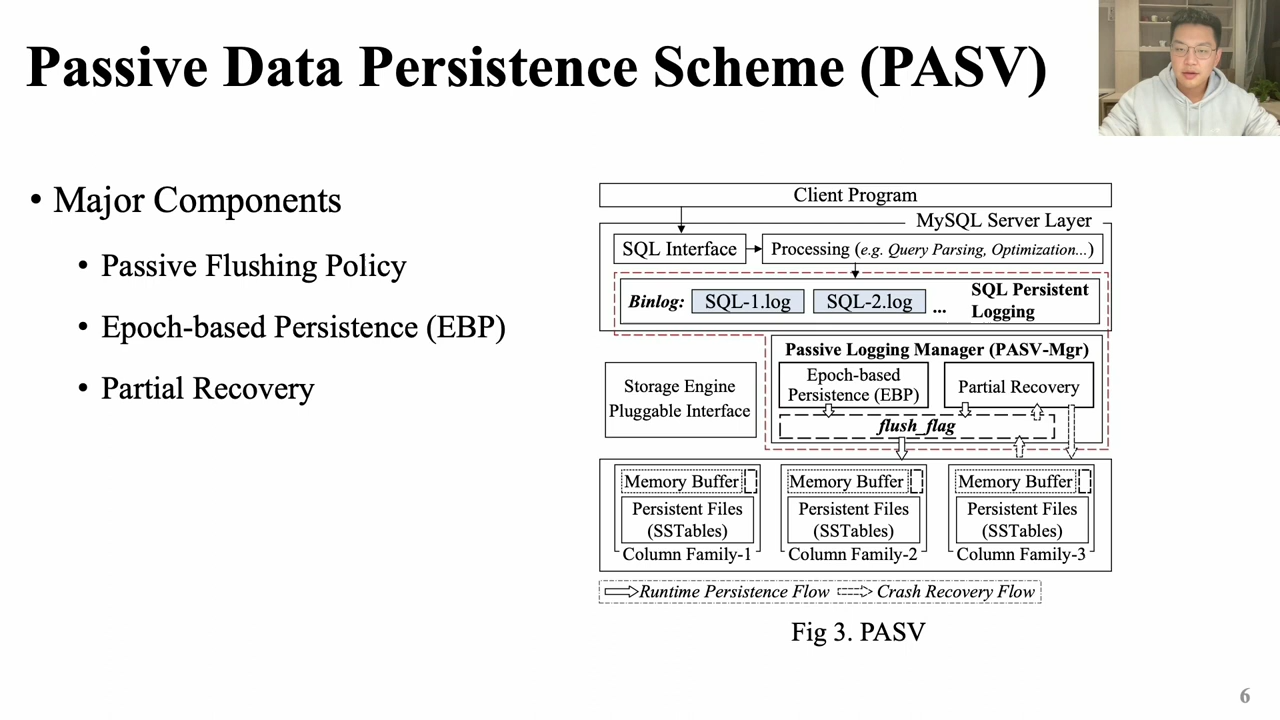 Passive Data Persistence Scheme (PASV)
• Major Components
• Passive Flushing Policy
• Epoch-based Persistence (EBP)
• Partial Recovery
Client Program
MySQL Server Layer
SQL Interface
Processing (e.g. Query Parsing, Optimization...)
Binlog:
SQL-1.log
SQL-2.log
...
SQL Persistent
Logging
Storage Engine
Pluggable Interface
Passive Logging Manager (PASV-Mgr)
Epoch-based
Persistence (EBP)
Partial Recovery
flush_flag
Memory Buffer
Persistent Files
(SSTables)
Column Family-1
Memory Buffer
Persistent Files
(SSTables)
Column Family-2
Memory Buffer
Persistent Files
(SSTables)
Column Family-3
Runtime Persistence Flow
Crash Recovery Flow
Fig 3. PASV
6